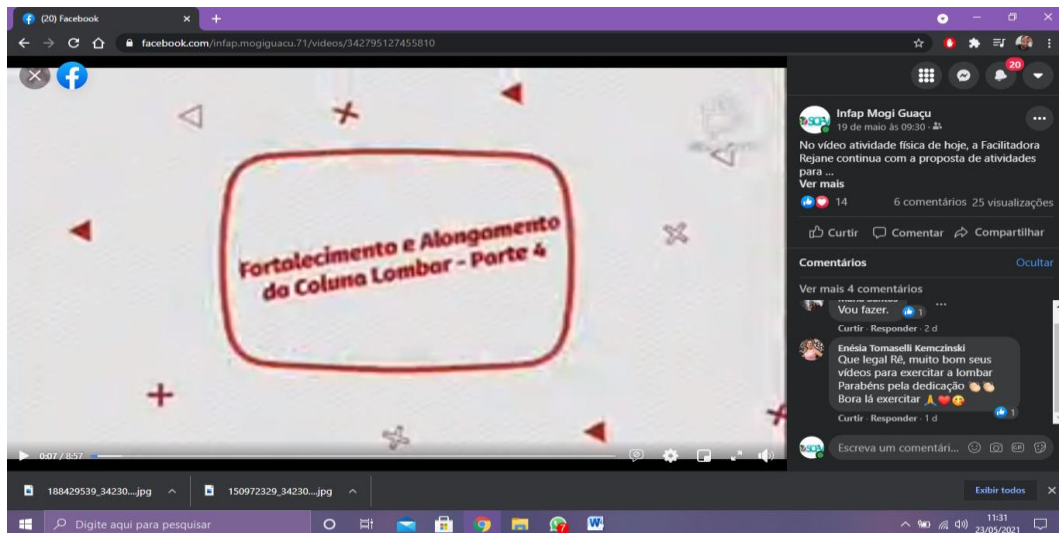 (20) Facebook
facebook.com/infap.mogiguacu.71/videos/342795127455810
20
Infap Mogi Guaçu
19 de maio às 09:30
No vídeo atividade física de hoje, a Facilitadora
Rejane continua com a proposta de atividades
para ...
Ver mais
14 6 comentários 25 visualizações
Curtir Comentar Compartilhar
Comentários Ocultar
Ver mais 4 comentários
Vou fazer. 1
Curtir · Responder · 2 d
Enésia Tomaselli Kemczinski
Que legal Rê, muito bom seus
vídeos para exercitar a lombar
Parabéns pela dedicação 👏👏
Bora lá exercitar 🙏❤️😘
1
Curtir · Responder · 1 d
Escreva um comentári...
GIF
Fortalecimento e Alongamento
da Coluna Lombar - Parte 4
0:07 / 8:57
188429539_34230....jpg
150972329_34230....jpg
Exibir todos
Digite aqui para pesquisar
7
11:31
23/05/2021